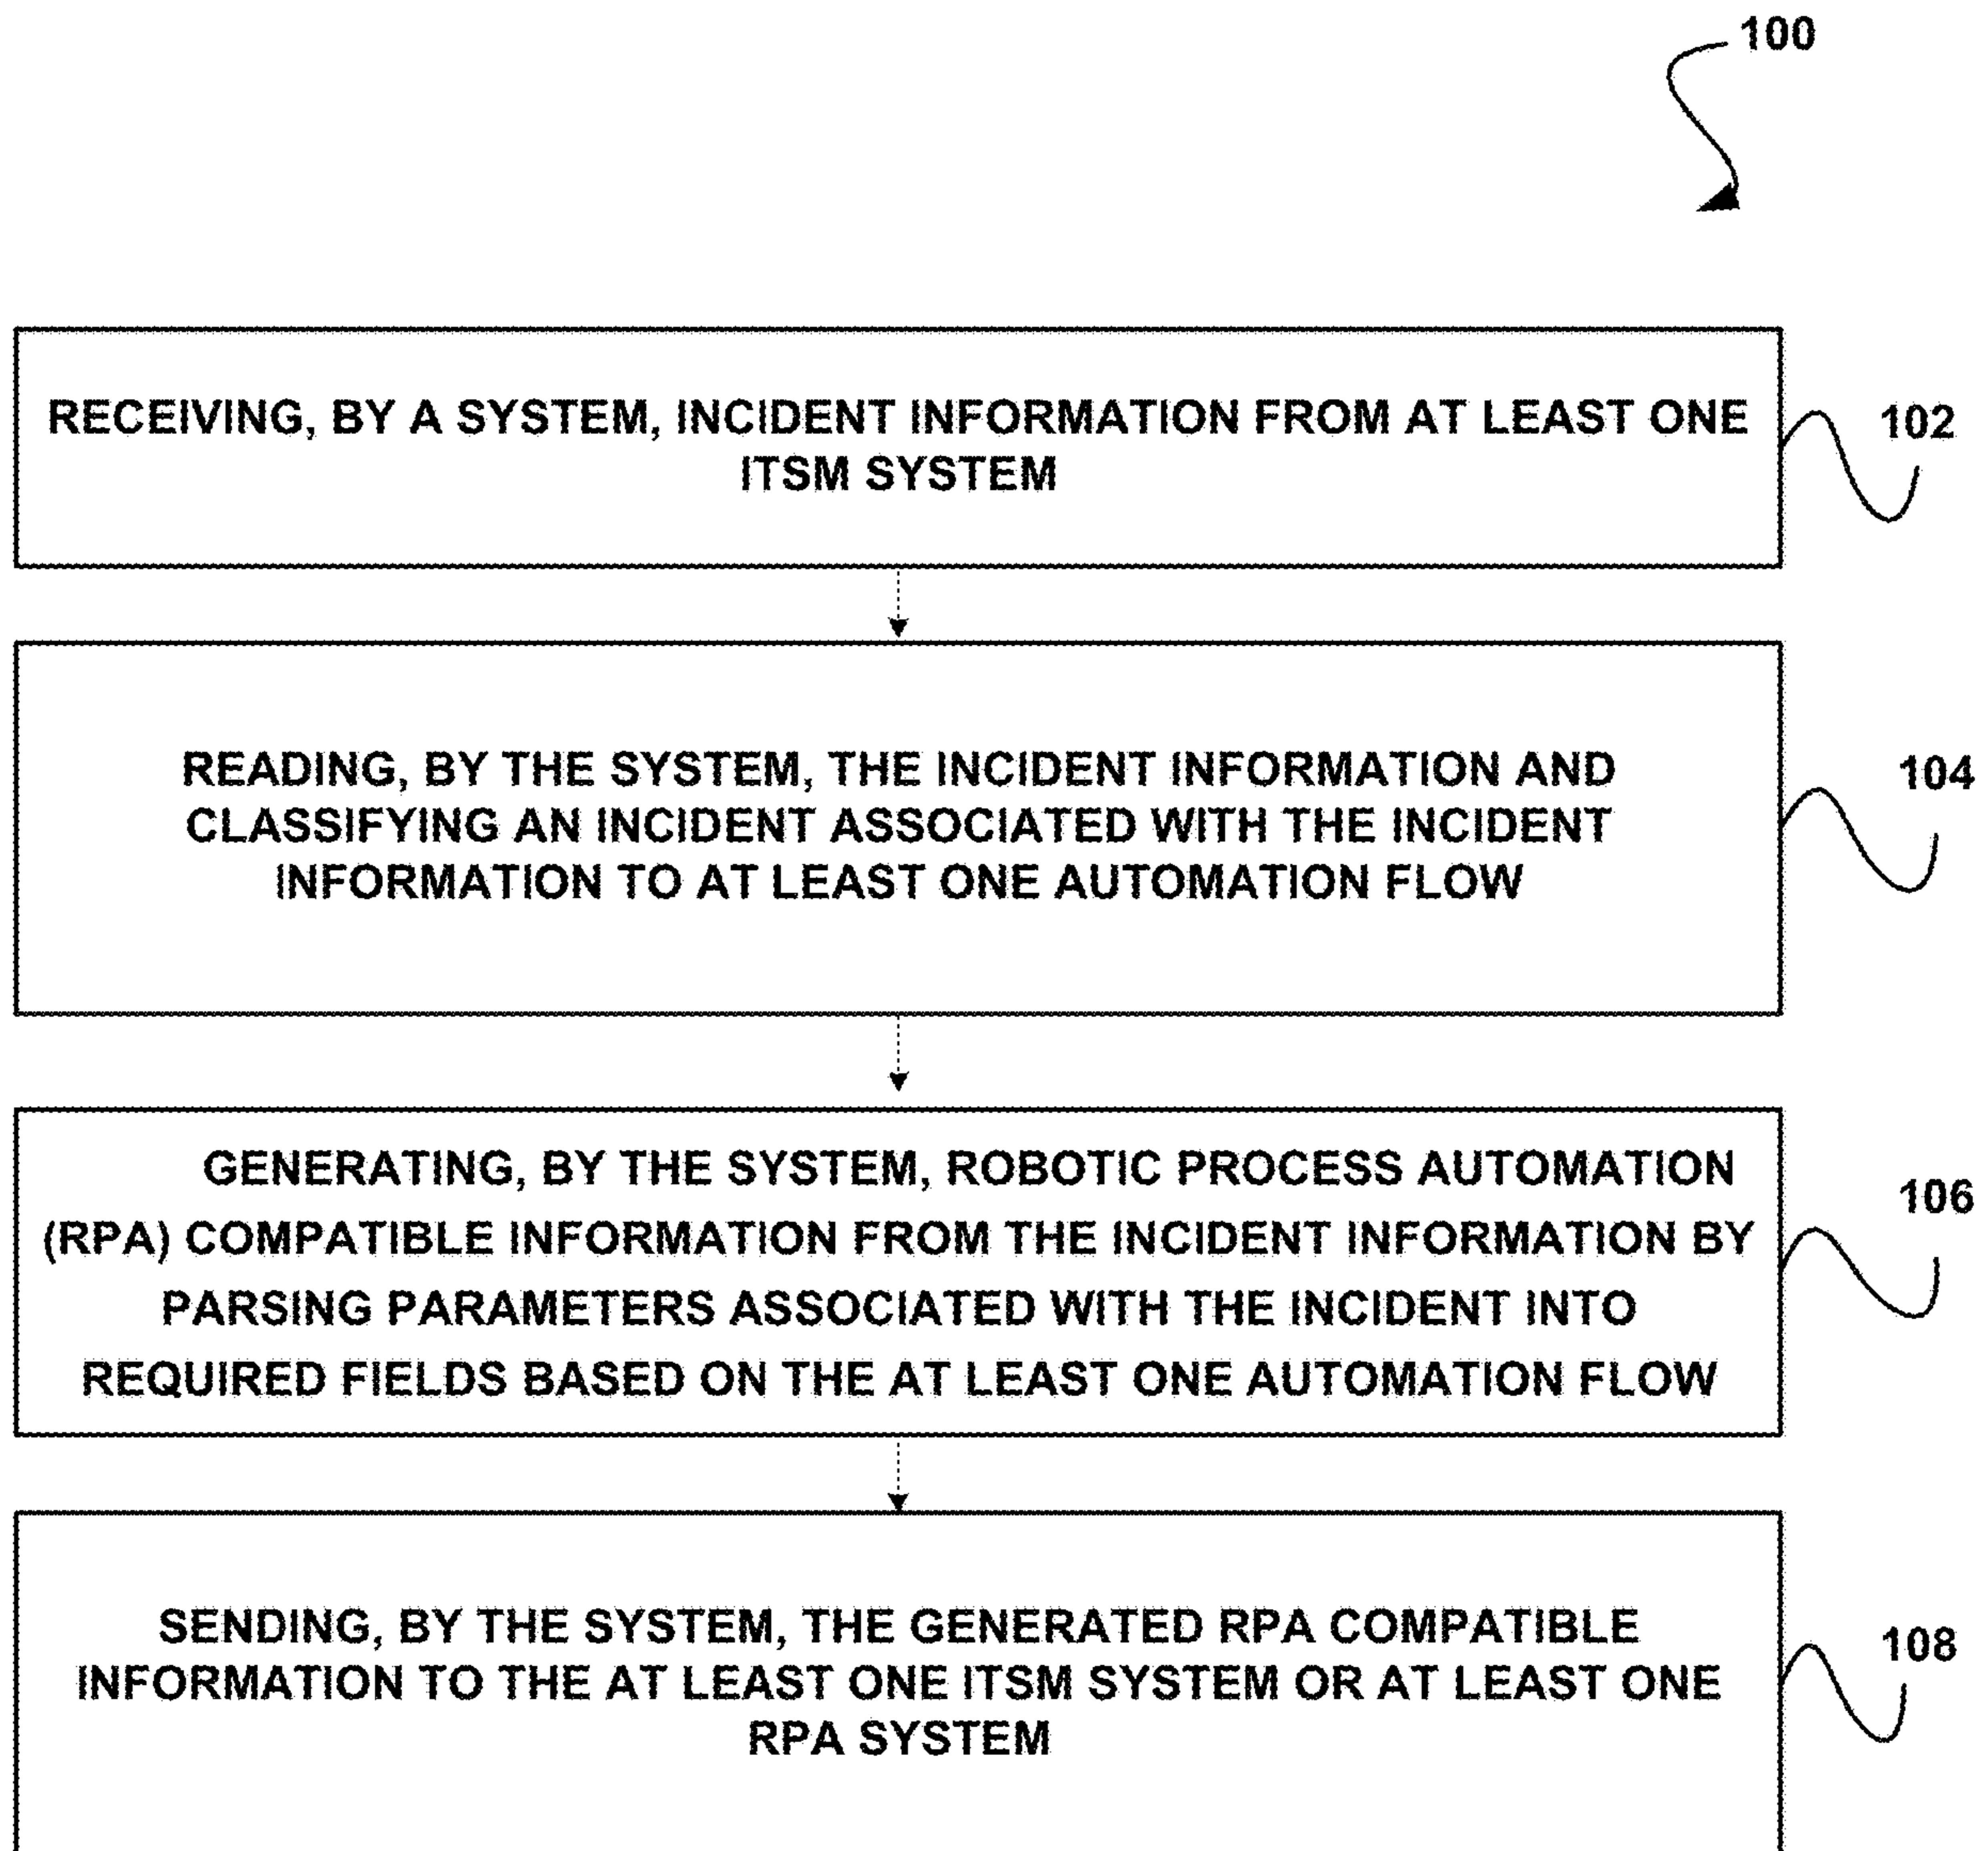 100
RECEIVING, BY A SYSTEM, INCIDENT INFORMATION FROM AT LEAST ONE
ITSM SYSTEM
102
READING, BY THE SYSTEM, THE INCIDENT INFORMATION AND
CLASSIFYING AN INCIDENT ASSOCIATED WITH THE INCIDENT
INFORMATION TO AT LEAST ONE AUTOMATION FLOW
104
GENERATING, BY THE SYSTEM, ROBOTIC PROCESS AUTOMATION
(RPA) COMPATIBLE INFORMATION FROM THE INCIDENT INFORMATION BY
PARSING PARAMETERS ASSOCIATED WITH THE INCIDENT INTO
REQUIRED FIELDS BASED ON THE AT LEAST ONE AUTOMATION FLOW
106
SENDING, BY THE SYSTEM, THE GENERATED RPA COMPATIBLE
INFORMATION TO THE AT LEAST ONE ITSM SYSTEM OR AT LEAST ONE
RPA SYSTEM
108